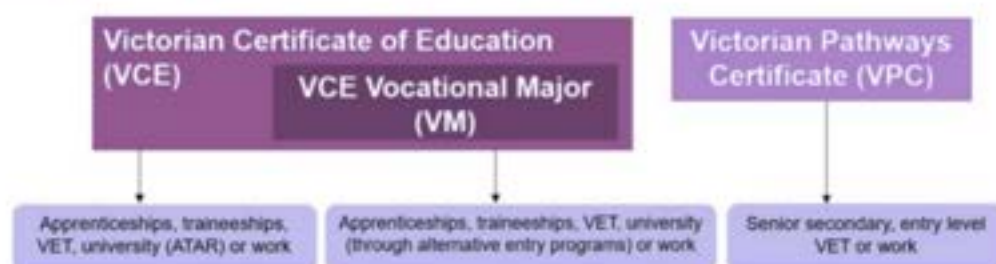 Victorian Certificate of Education
(VCE)
VCE Vocational Major
(VM)
Victorian Pathways
Certificate (VPC)
Apprenticeships, traineeships,
VET, university (ATAR) or work
Apprenticeships, traineeships, VET, university
(through alternative entry programs) or work
Senior secondary, entry level
VET or work